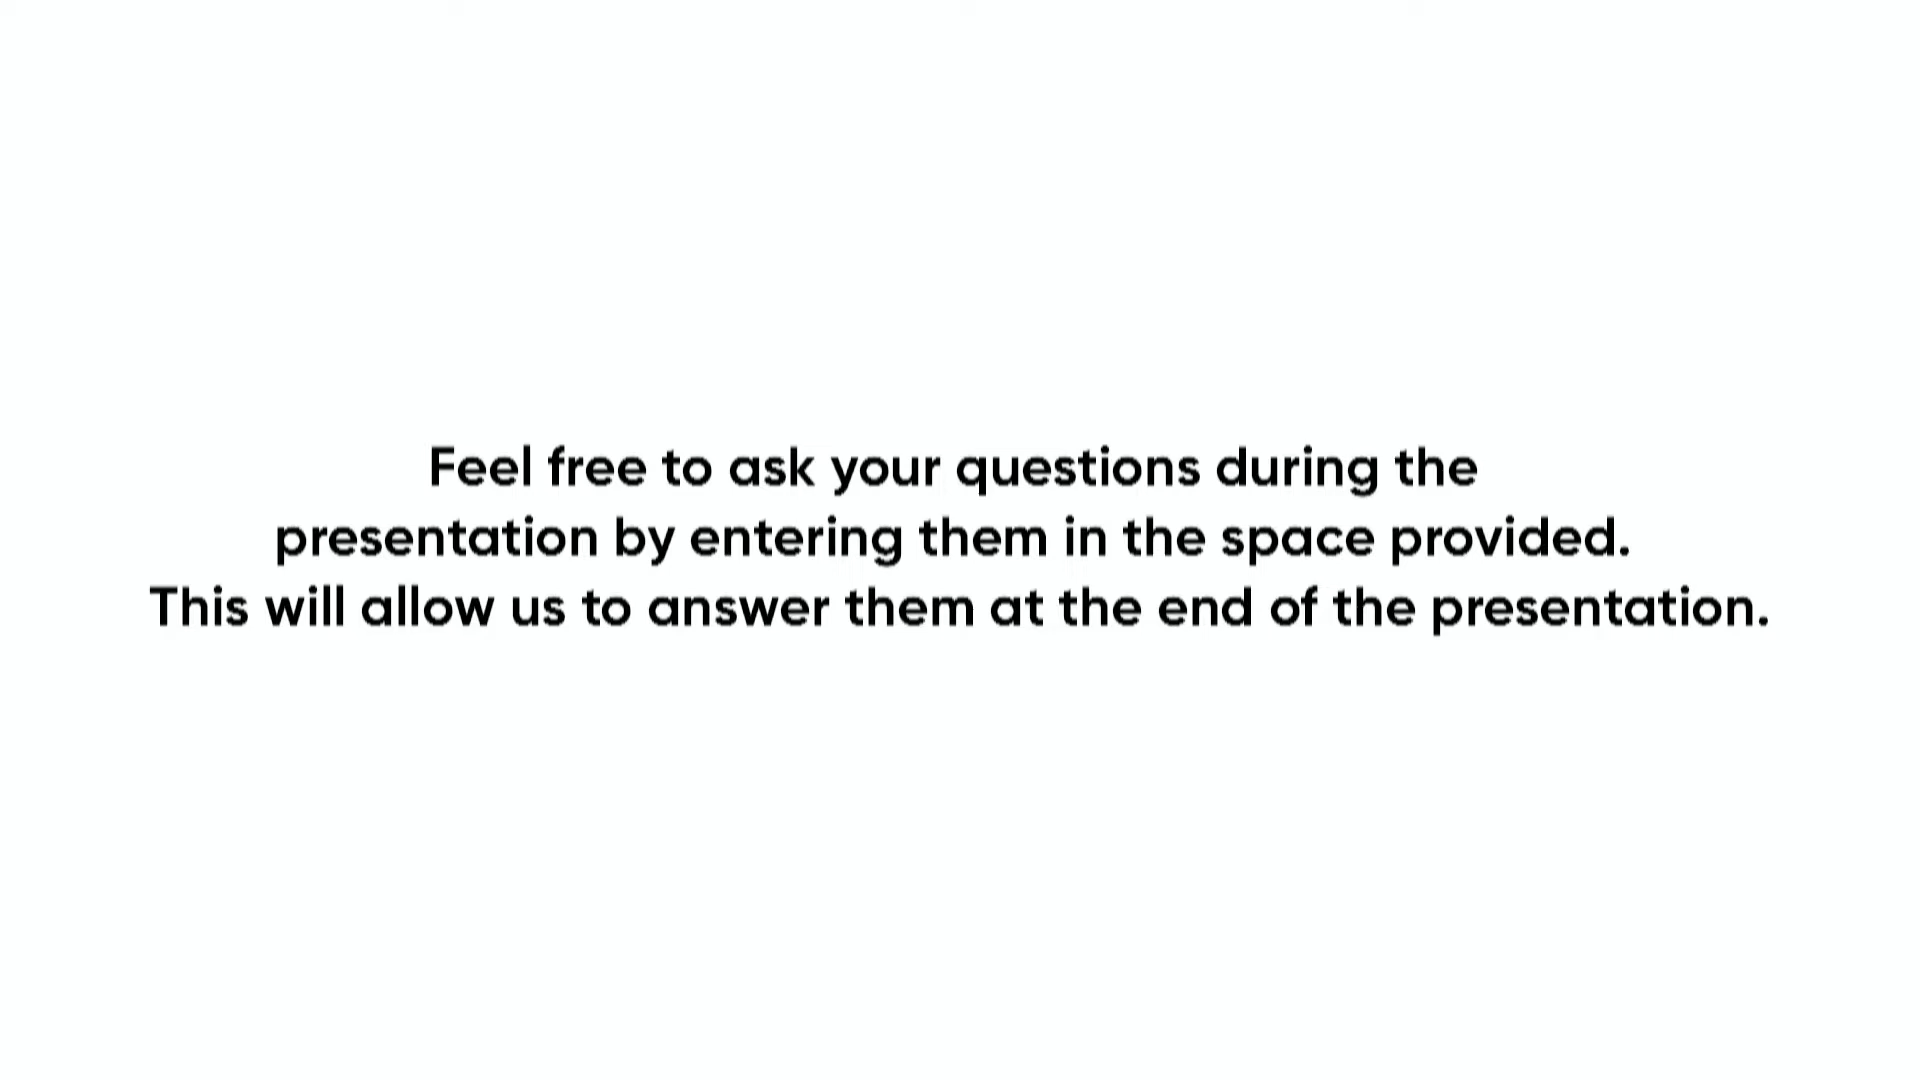 Feel free to ask your questions during the
presentation by entering them in the space provided.
This will allow us to answer them at the end of the presentation.